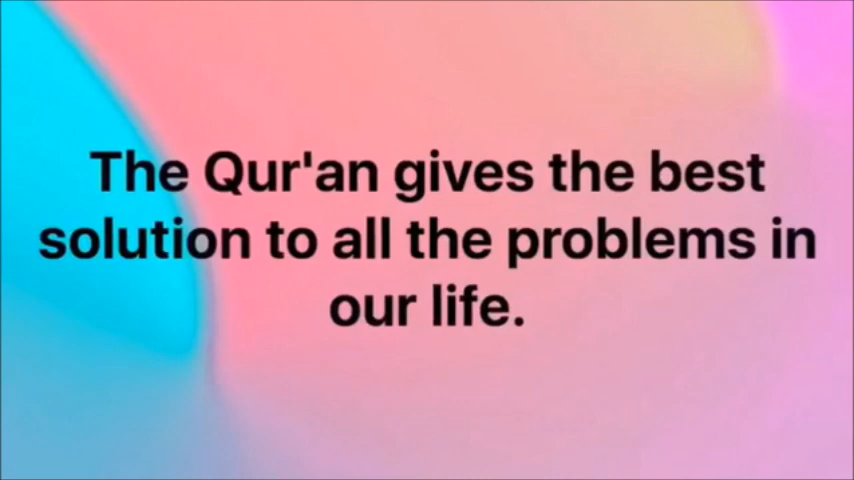 The Qur'an gives the best
solution to all the problems in
our life.